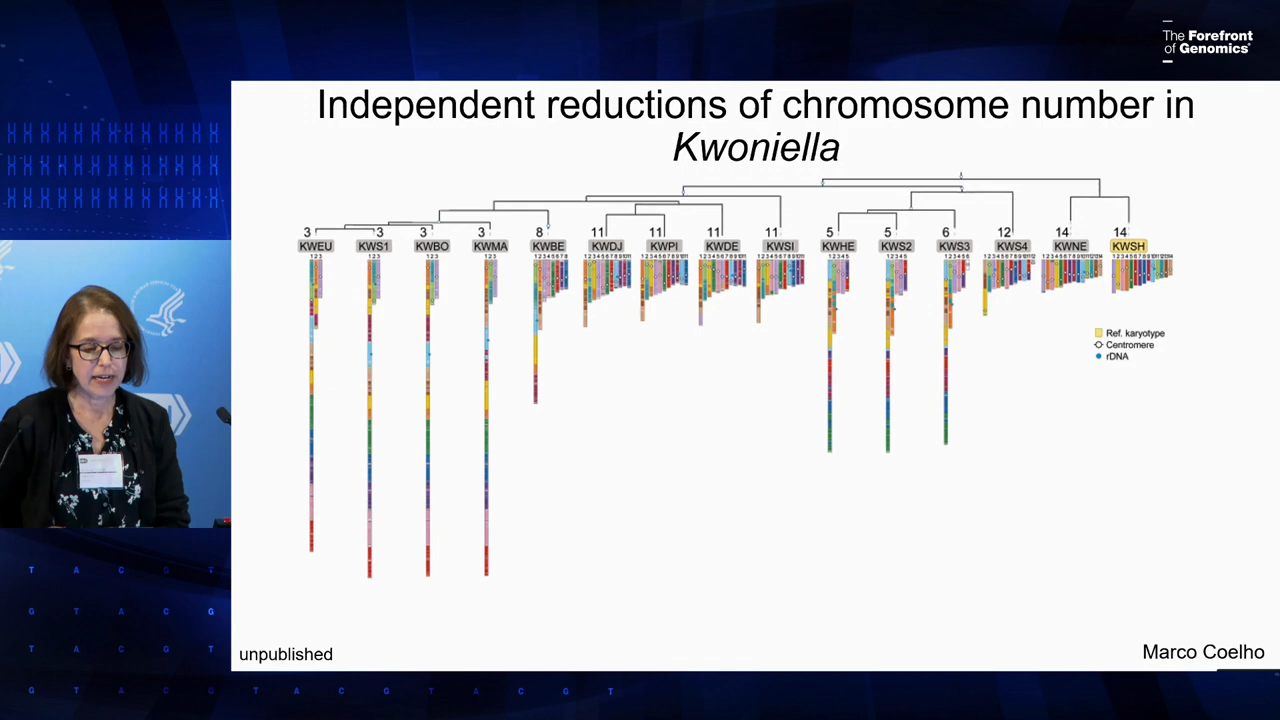 The Forefront
of Genomics®
Independent reductions of chromosome number in
Kwoniella
3 3 3 3 8 11 11 11 11 5 5 6 12 14 14
KWEU KWS1 KWBO KWMA KWBE KWDJ KWPI KWDE KWSI KWHE KWS2 KWS3 KWS4 KWNE KWSH
Ref. karyotype
Centromere
rDNA
unpublished
Marco Coelho
T A C G T
G T A C G
T A C G T
G T A C G T A C G T A C G T